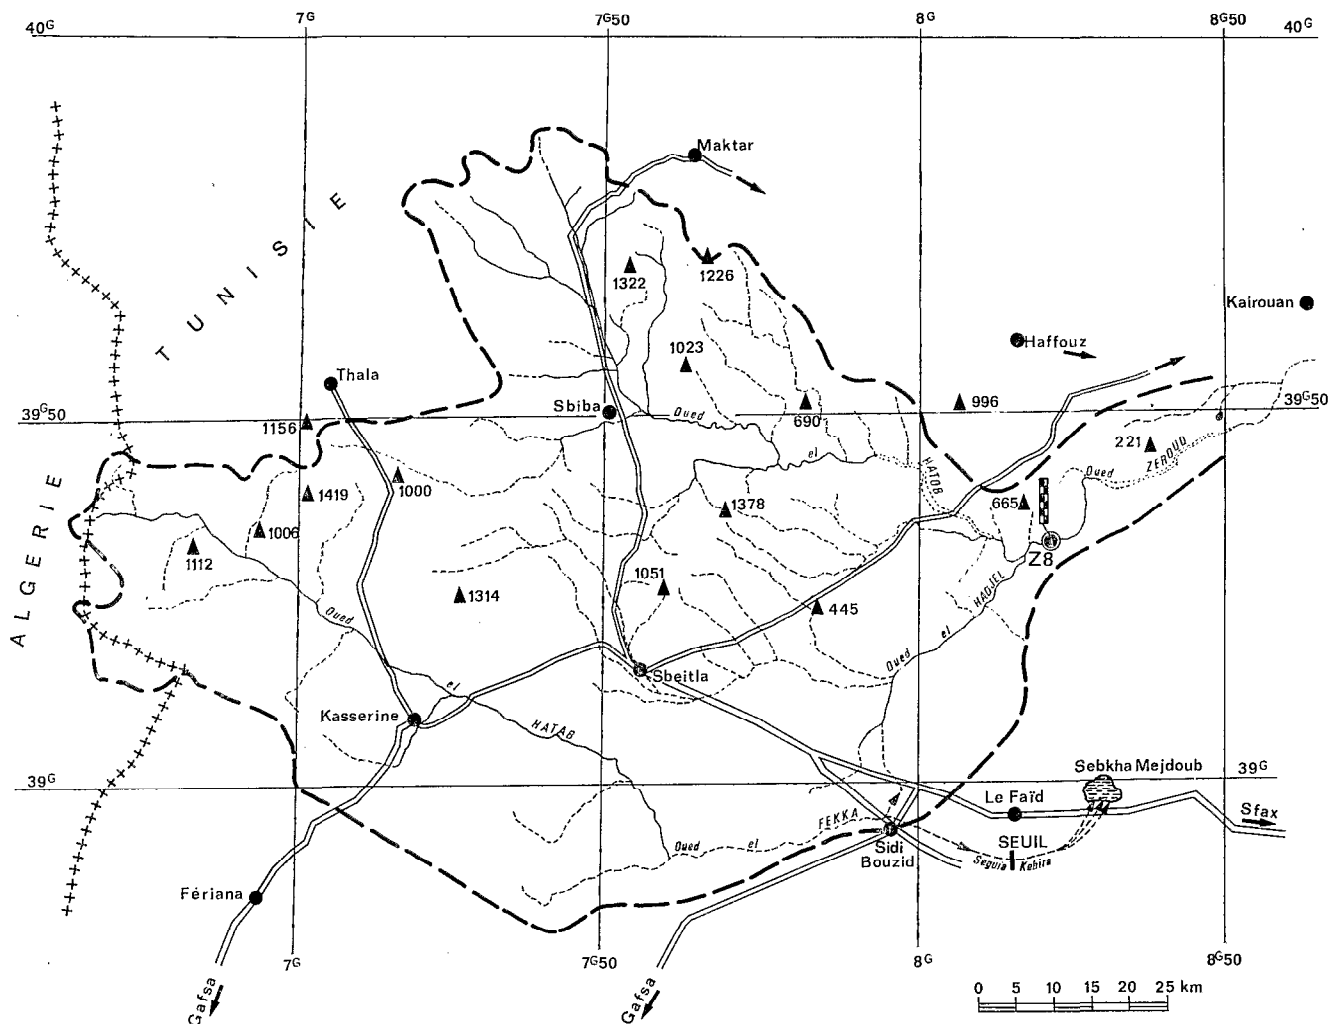 40G
7G
7G50
8G
8G50
40G
TUNISIE
Maktar
1322
1226
Kairouan
1023
Haffouz
Thala
Sbiba
Oued
690
996
39G50
39G50
1156
221
el
HATOB
Oued
ZEROUD
1419
1000
1378
665
1006
1112
Z8
ALGERIE
1051
1314
445
HADJEL
Oued
el
Oued
Sbeitla
el
Kasserine
HATAB
39G
39G
Sebkha Mejdoub
Le Faïd
Sfax
FEKKA
Oued
el
Sidi
Bouzid
SEUIL
Seguia Kebira
Fériana
7G
7G50
8G
8G50
Gafsa
Gafsa
0 5 10 15 20 25 km